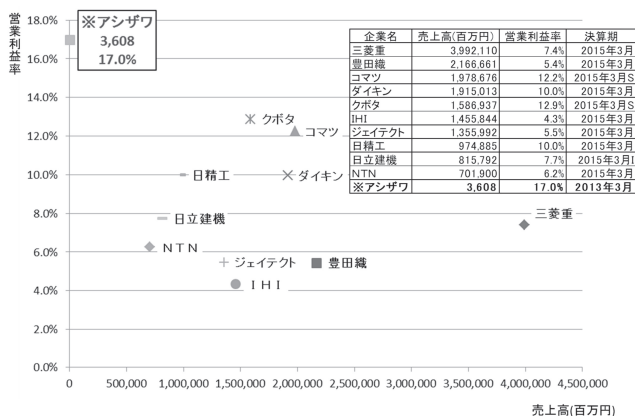 営業利益率
18.0%
16.0%
14.0%
12.0%
10.0%
8.0%
6.0%
4.0%
2.0%
0.0%
※アシザワ
3,608
17.0%
クボタ
コマツ
日精工
ダイキン
日立建機
三菱重
ＮＴＮ
ジェイテクト
豊田織
ＩＨＩ
企業名 売上高(百万円) 営業利益率 決算期
三菱重 3,992,110 7.4% 2015年3月
豊田織 2,166,661 5.4% 2015年3月
コマツ 1,978,676 12.2% 2015年3月S
ダイキン 1,915,013 10.0% 2015年3月
クボタ 1,586,937 12.9% 2015年3月S
IHI 1,455,844 4.3% 2015年3月
ジェイテクト 1,355,992 5.5% 2015年3月
日精工 974,885 10.0% 2015年3月
日立建機 815,792 7.7% 2015年3月I
NTN 701,900 6.2% 2015年3月
※アシザワ 3,608 17.0% 2013年3月
0 500,000 1,000,000 1,500,000 2,000,000 2,500,000 3,000,000 3,500,000 4,000,000 4,500,000
売上高(百万円)